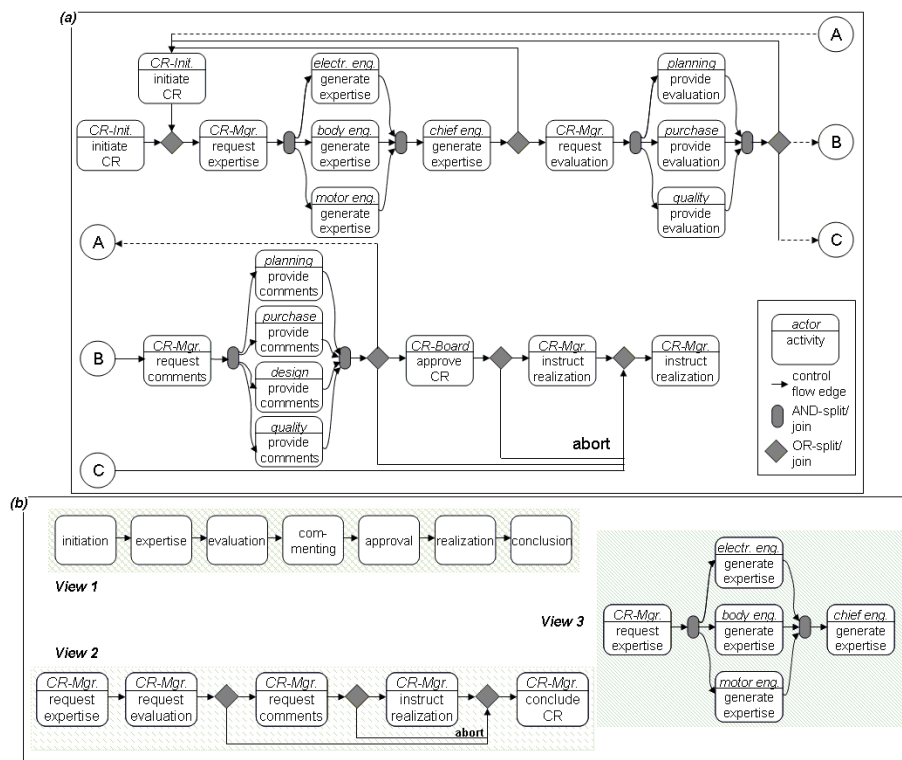 (a)
A
CR-Init.
initiate
CR
electr. eng.
generate
expertise
planning
provide
evaluation
CR-Init.
initiate
CR
CR-Mgr.
request
expertise
body eng.
generate
expertise
chief eng.
generate
expertise
CR-Mgr.
request
evaluation
purchase
provide
evaluation
B
motor eng.
generate
expertise
quality
provide
evaluation
A
C
planning
provide
comments
purchase
provide
comments
B
CR-Mgr.
request
comments
CR-Board
approve
CR
CR-Mgr.
instruct
realization
CR-Mgr.
instruct
realization
design
provide
comments
quality
provide
comments
abort
C
actor
activity
control
flow edge
AND-split/
join
OR-split/
join
(b)
initiation
expertise
evaluation
com-
menting
approval
realization
conclusion
View 1
View 2
CR-Mgr.
request
expertise
CR-Mgr.
request
evaluation
CR-Mgr.
request
comments
CR-Mgr.
instruct
realization
CR-Mgr.
conclude
CR
abort
View 3
electr. eng.
generate
expertise
CR-Mgr.
request
expertise
body eng.
generate
expertise
chief eng.
generate
expertise
motor eng.
generate
expertise